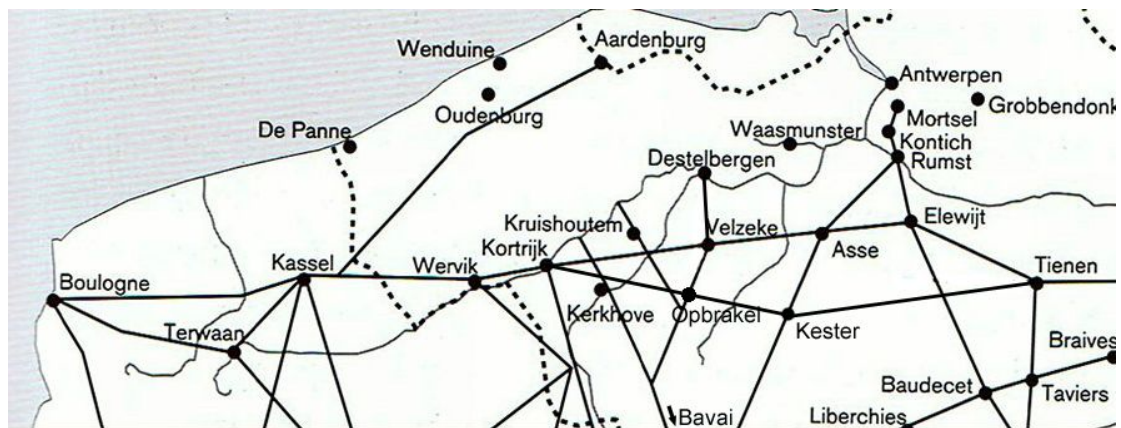 Wenduine
Aardenburg
Antwerpen
Oudenburg
Mortsel
Grobbendonk
De Panne
Waasmunster
Kontich
Destelbergen
Rumst
Kruishoutem
Velzeke
Elewijt
Kortrijk
Asse
Kassel
Wervik
Tienen
Boulogne
Kerkhove
Opbrakel
Kester
Terwaan
Braives
Baudecet
Taviers
Bavai
Liberchies